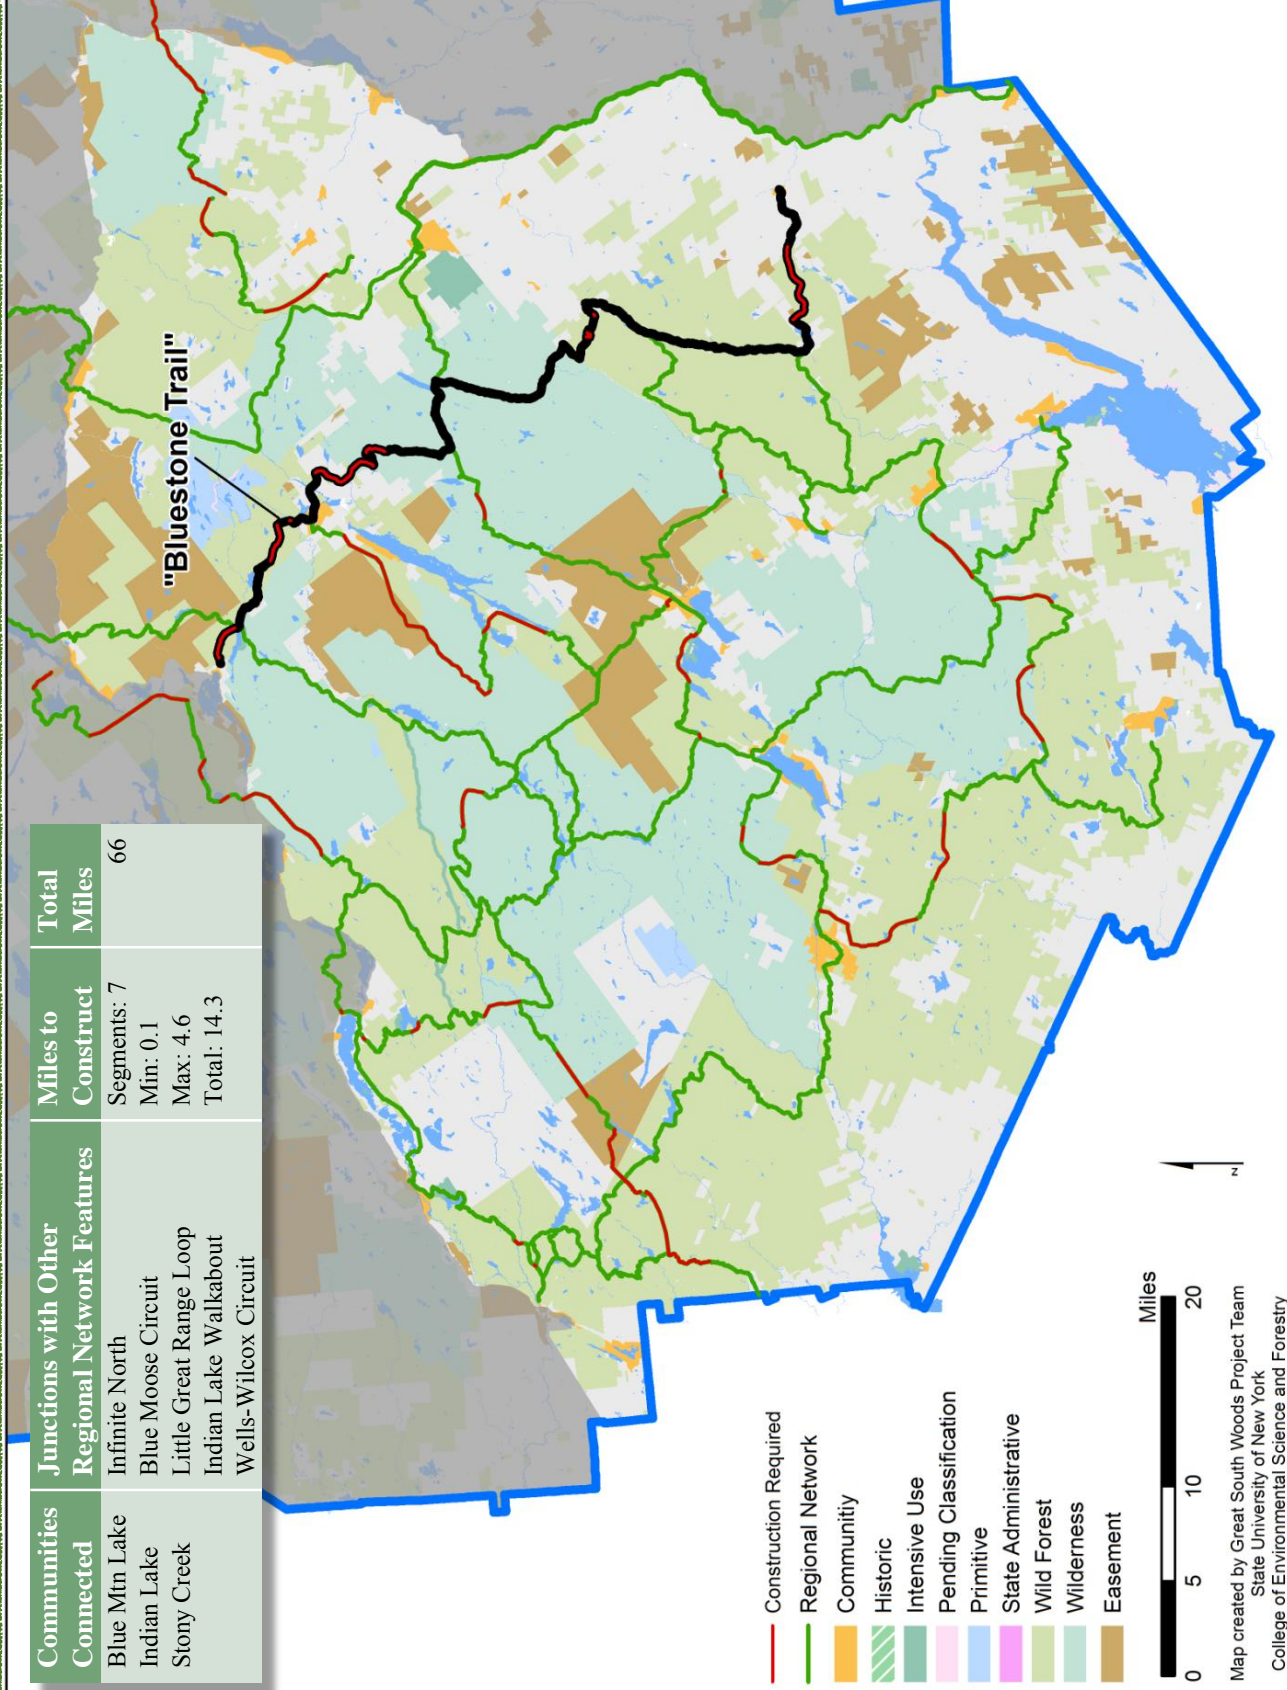 Communities Connected
Junctions with Other Regional Network Features
Miles to Construct
Total Miles
Blue Mtn Lake
Indian Lake
Stony Creek
Infinite North
Blue Moose Circuit
Little Great Range Loop
Indian Lake Walkabout
Wells-Wilcox Circuit
Segments: 7
Min: 0.1
Max: 4.6
Total: 14.3
66
"Bluestone Trail"
Construction Required
Regional Network
Communitiy
Historic
Intensive Use
Pending Classification
Primitive
State Administrative
Wild Forest
Wilderness
Easement
Miles
0 5 10 20
N
Map created by Great South Woods Project Team
State University of New York
College of Environmental Science and Forestry